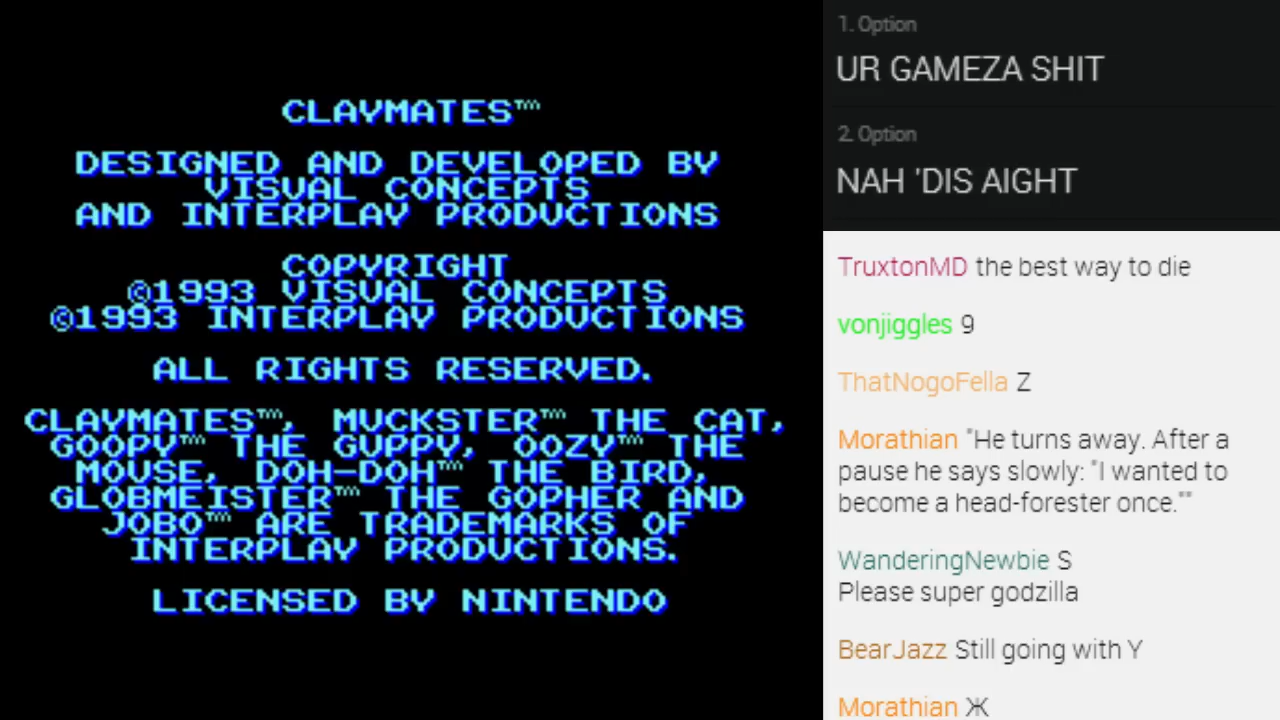 CLAYMATES™
DESIGNED AND DEVELOPED BY
VISUAL CONCEPTS
AND INTERPLAY PRODUCTIONS
COPYRIGHT
©1993 VISUAL CONCEPTS
©1993 INTERPLAY PRODUCTIONS
ALL RIGHTS RESERVED.
CLAYMATES™, MUCKSTER™ THE CAT,
GOOPY™ THE GUPPY, OOZY™ THE
MOUSE, DOH-DOH™ THE BIRD,
GLOBMEISTER™ THE GOPHER AND
JOBO™ ARE TRADEMARKS OF
INTERPLAY PRODUCTIONS.
LICENSED BY NINTENDO
1. Option
UR GAMEZA SHIT
2. Option
NAH 'DIS AIGHT
TruxtonMD the best way to die
vonjiggles 9
ThatNogoFella Z
Morathian "He turns away. After a
pause he says slowly: "I wanted to
become a head-forester once.""
WanderingNewbie S
Please super godzilla
BearJazz Still going with Y
Morathian Ж